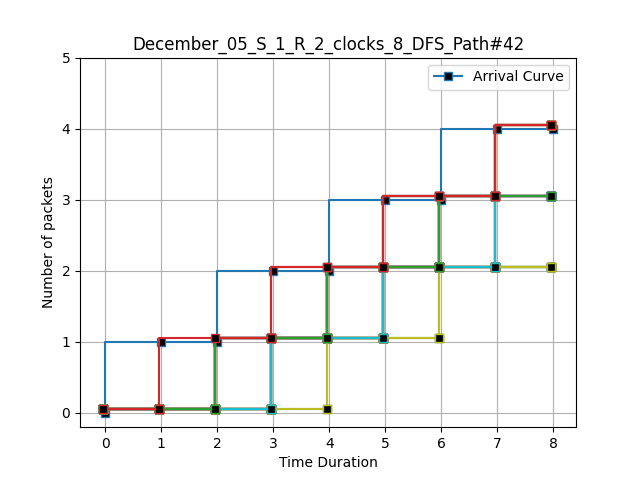 December_05_S_1_R_2_clocks_8_DFS_Path#42
Arrival Curve
Number of packets
5
4
3
2
1
0
0 1 2 3 4 5 6 7 8
Time Duration